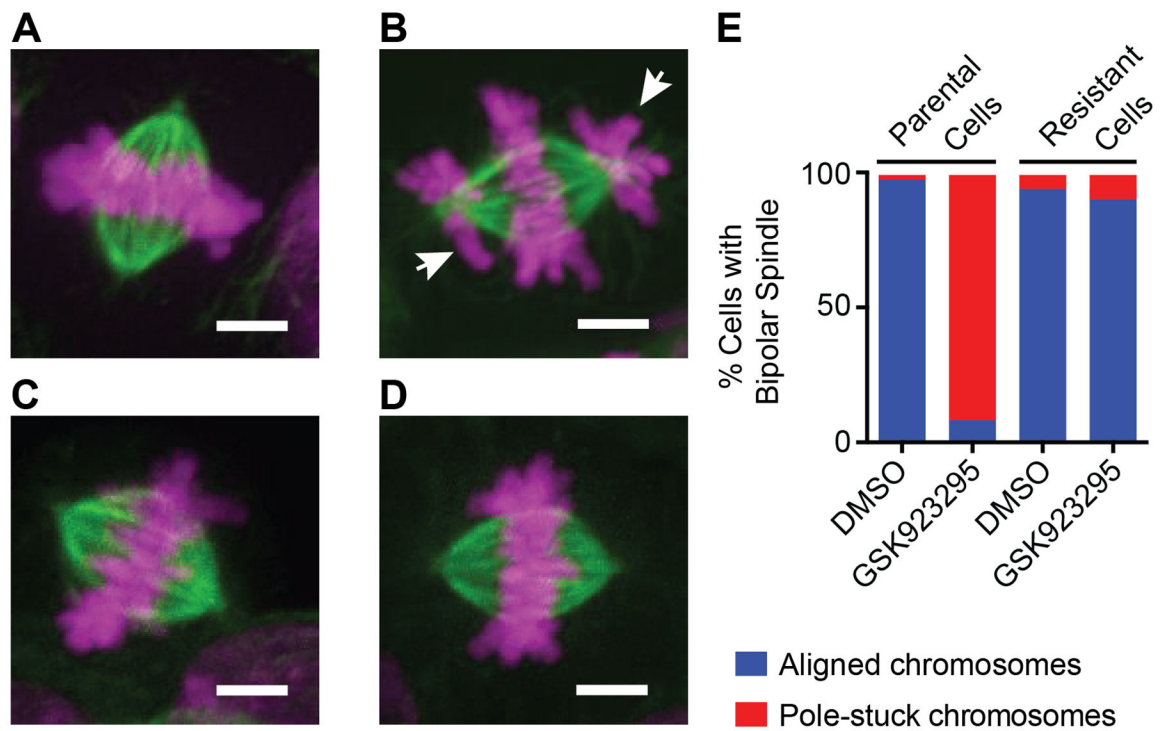 A
B
E
Parental
Cells
Resistant
Cells
100
50
0
% Cells with
Bipolar Spindle
DMSO
GSK923295
DMSO
GSK923295
C
D
Aligned chromosomes
Pole-stuck chromosomes